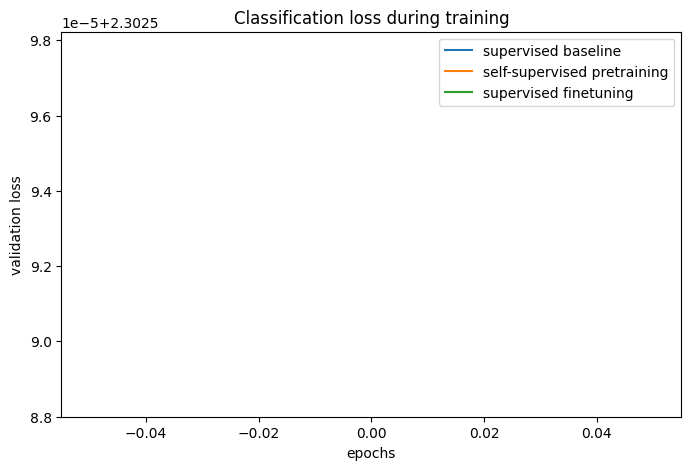 Classification loss during training
1e−5+2.3025
supervised baseline
self-supervised pretraining
supervised finetuning
9.8
9.6
9.4
9.2
9.0
8.8
validation loss
−0.04
−0.02
0.00
0.02
0.04
epochs